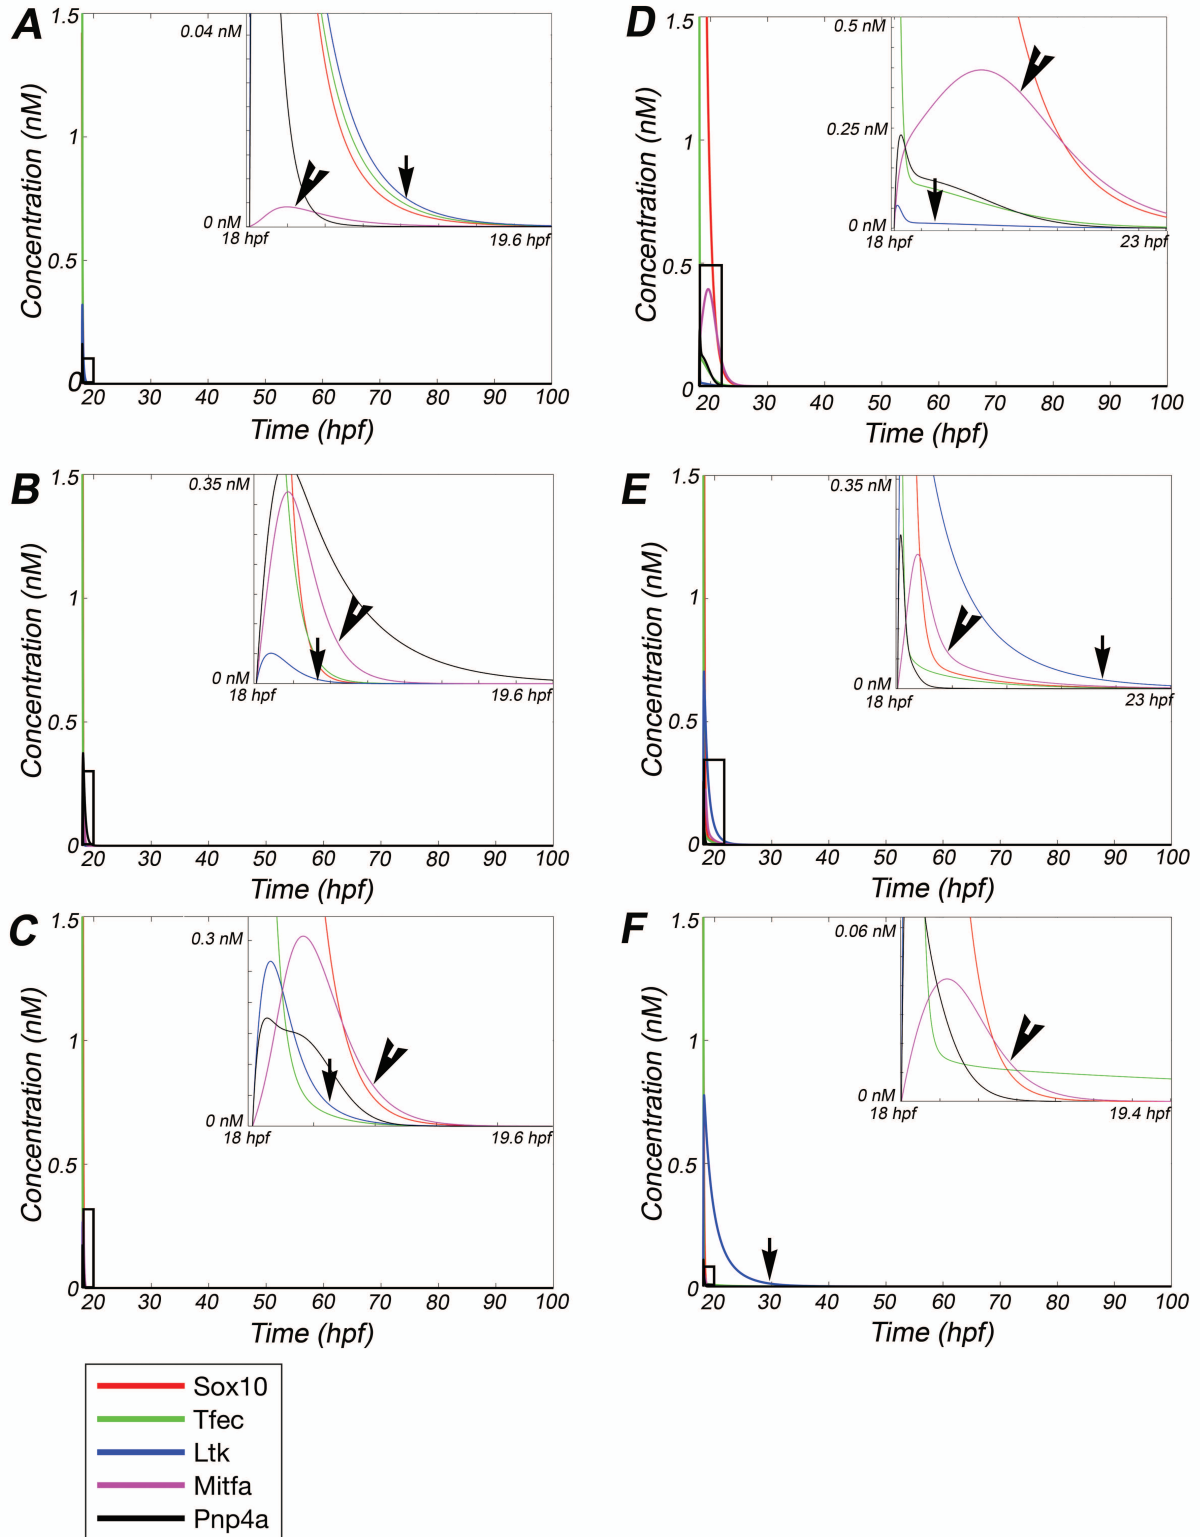 A
Concentration (nM)
1.5
1
0.5
0
0.04 nM
0 nM
18 hpf
19.6 hpf
20 30 40 50 60 70 80 90 100
Time (hpf)
D
Concentration (nM)
1.5
1
0.5
0
0.5 nM
0.25 nM
0 nM
18 hpf
23 hpf
20 30 40 50 60 70 80 90 100
Time (hpf)
B
Concentration (nM)
1.5
1
0.5
0
0.35 nM
0 nM
18 hpf
19.6 hpf
20 30 40 50 60 70 80 90 100
Time (hpf)
E
Concentration (nM)
1.5
1
0.5
0
0.35 nM
0 nM
18 hpf
23 hpf
20 30 40 50 60 70 80 90 100
Time (hpf)
C
Concentration (nM)
1.5
1
0.5
0
0.3 nM
0 nM
18 hpf
19.6 hpf
20 30 40 50 60 70 80 90 100
Time (hpf)
F
Concentration (nM)
1.5
1
0.5
0
0.06 nM
0 nM
18 hpf
19.4 hpf
20 30 40 50 60 70 80 90 100
Time (hpf)
Sox10
Tfec
Ltk
Mitfa
Pnp4a